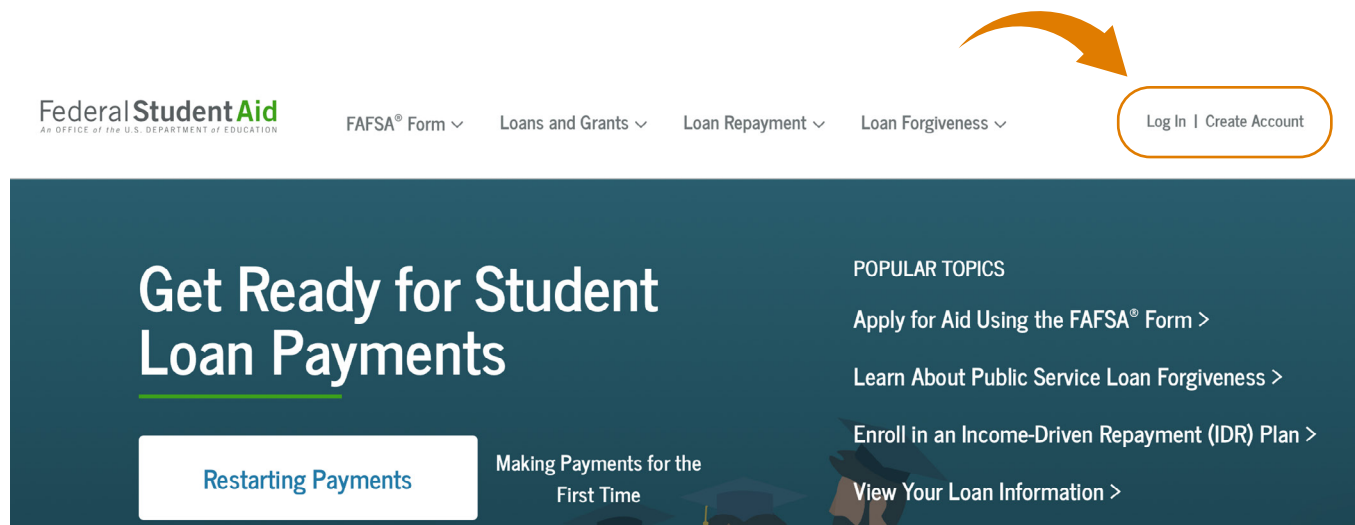 Federal Student Aid
An OFFICE of the U.S. DEPARTMENT of EDUCATION
FAFSA® Form
Loans and Grants
Loan Repayment
Loan Forgiveness
Log In | Create Account
Get Ready for Student
Loan Payments
Restarting Payments
Making Payments for the
First Time
POPULAR TOPICS
Apply for Aid Using the FAFSA® Form >
Learn About Public Service Loan Forgiveness >
Enroll in an Income-Driven Repayment (IDR) Plan >
View Your Loan Information >